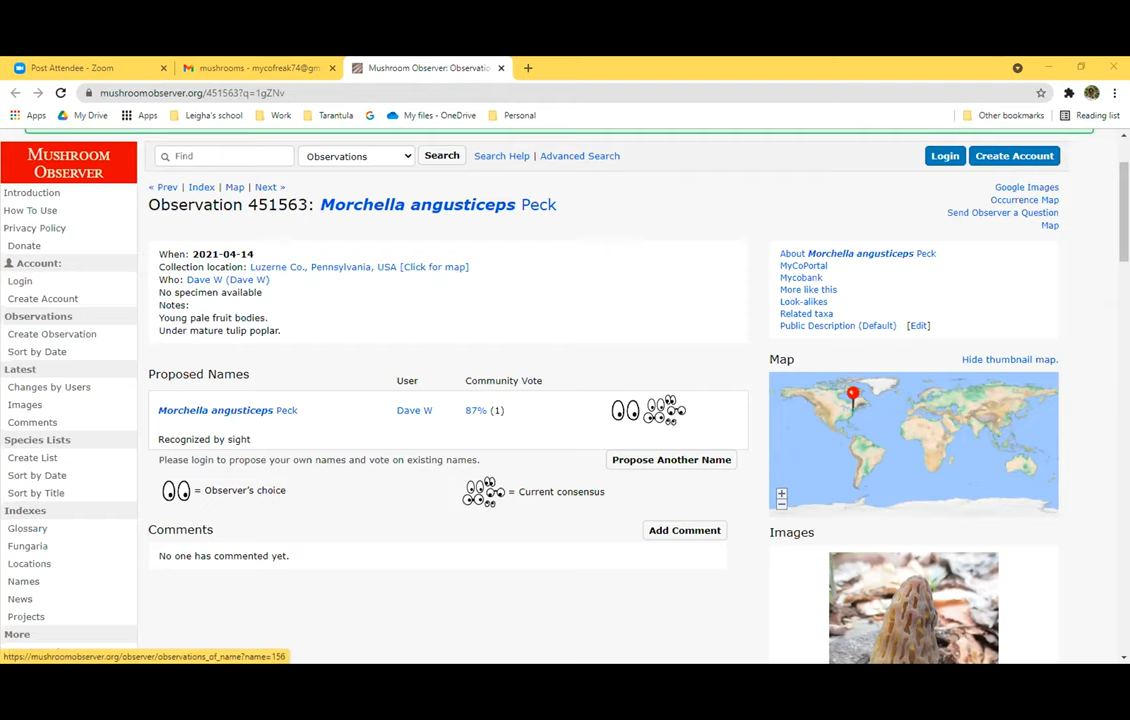 Post Attendee - Zoom
mushrooms - mycofreak74@gm
Mushroom Observer: Observatio
mushroomobserver.org/451563?q=1gZNv
Apps
My Drive
Apps
Leigha's school
Work
Tarantula
My files - OneDrive
Personal
Other bookmarks
Reading list
MUSHROOM
OBSERVER
Introduction
How To Use
Privacy Policy
Donate
Account:
Login
Create Account
Observations
Create Observation
Sort by Date
Latest
Changes by Users
Images
Comments
Species Lists
Create List
Sort by Date
Sort by Title
Indexes
Glossary
Fungaria
Locations
Names
News
Projects
More
Find
Observations
Search
Search Help | Advanced Search
Login
Create Account
« Prev | Index | Map | Next »
Observation 451563: Morchella angusticeps Peck
Google Images
Occurrence Map
Send Observer a Question
Map
When: 2021-04-14
Collection location: Luzerne Co., Pennsylvania, USA [Click for map]
Who: Dave W (Dave W)
No specimen available
Notes:
Young pale fruit bodies.
Under mature tulip poplar.
About Morchella angusticeps Peck
MyCoPortal
Mycobank
More like this
Look-alikes
Related taxa
Public Description (Default) [Edit]
Proposed Names
User
Community Vote
Morchella angusticeps Peck
Dave W
87% (1)
Recognized by sight
Please login to propose your own names and vote on existing names.
Propose Another Name
= Observer's choice
= Current consensus
Comments
Add Comment
No one has commented yet.
Map
Hide thumbnail map.
Images
https://mushroomobserver.org/observer/observations_of_name?name=156